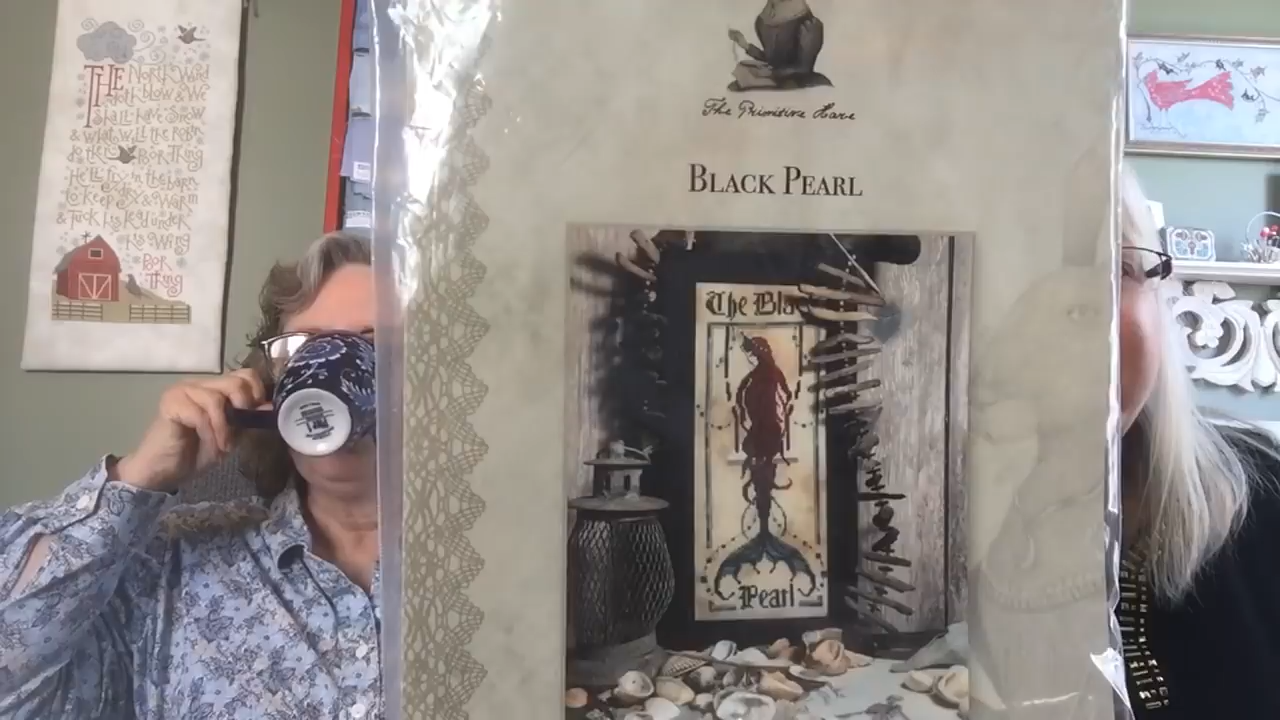 THE North Wind
doth blow & We
shall have Snow
& what will the robin
do then Poor Thing
He'll fly in the barn
to keep dry & Warm
& Tuck his head under
his Wing
Poor
Thing
The Primitive Hare
BLACK PEARL
The Blac
Pearl